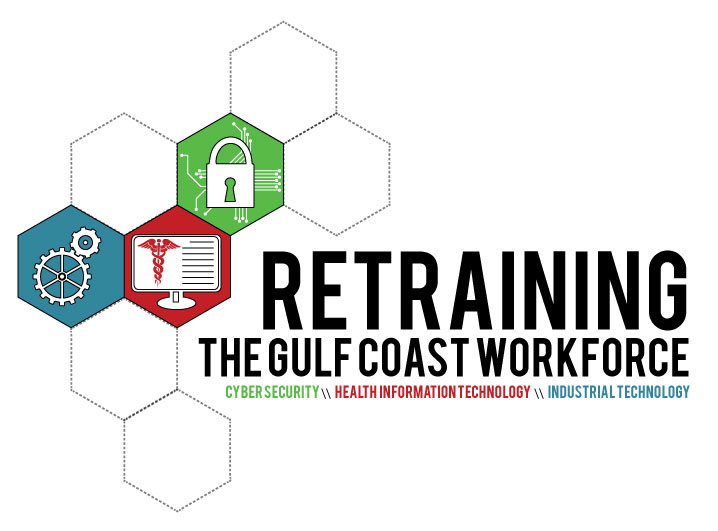 RETRAINING
THE GULF COAST WORKFORCE
CYBER SECURITY \\ HEALTH INFORMATION TECHNOLOGY \\ INDUSTRIAL TECHNOLOGY